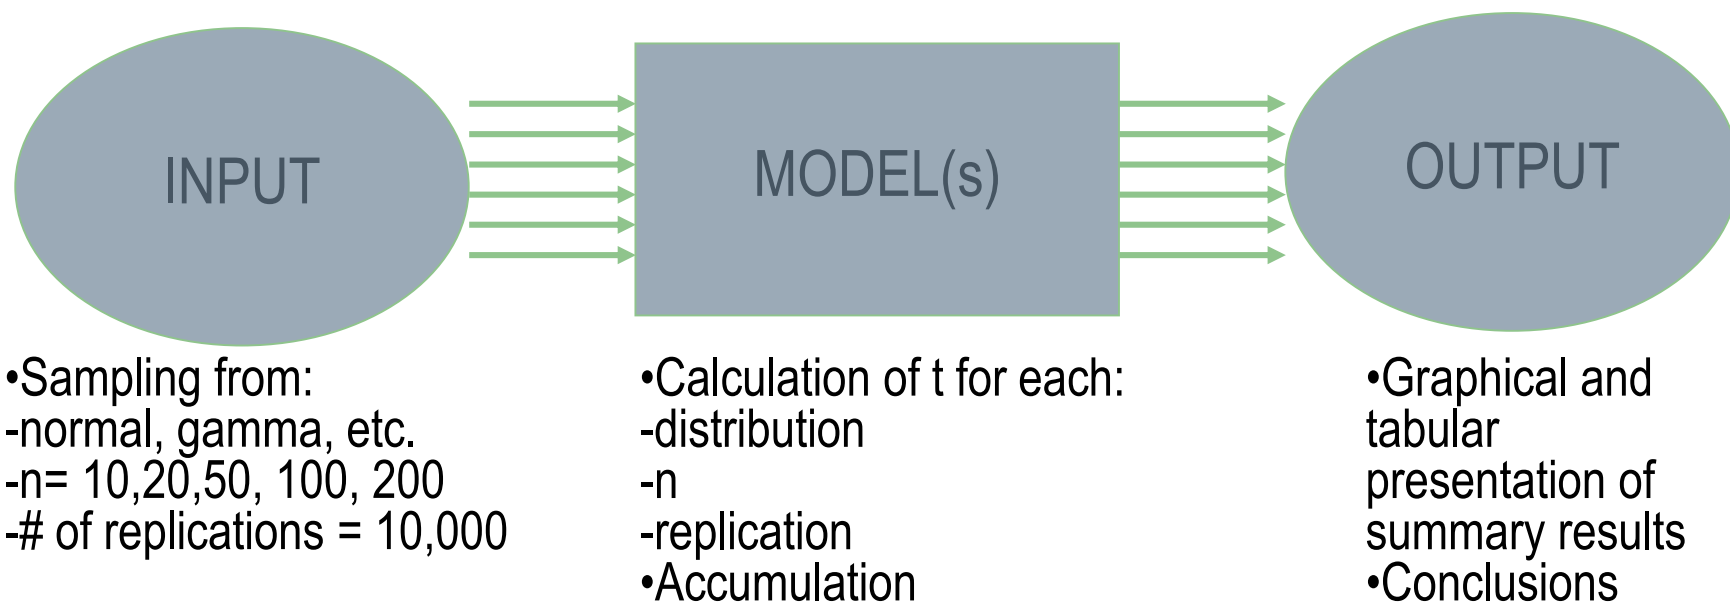 INPUT
MODEL(s)
OUTPUT
•Sampling from:
-normal, gamma, etc.
-n= 10,20,50, 100, 200
-# of replications = 10,000
•Calculation of t for each:
-distribution
-n
-replication
•Accumulation
•Graphical and
tabular
presentation of
summary results
•Conclusions